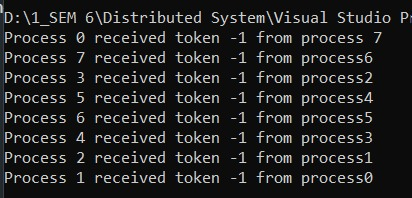 D:\1_SEM 6\Distributed System\Visual Studio P
Process 0 received token -1 from process 7
Process 7 received token -1 from process6
Process 3 received token -1 from process2
Process 5 received token -1 from process4
Process 6 received token -1 from process5
Process 4 received token -1 from process3
Process 2 received token -1 from process1
Process 1 received token -1 from process0